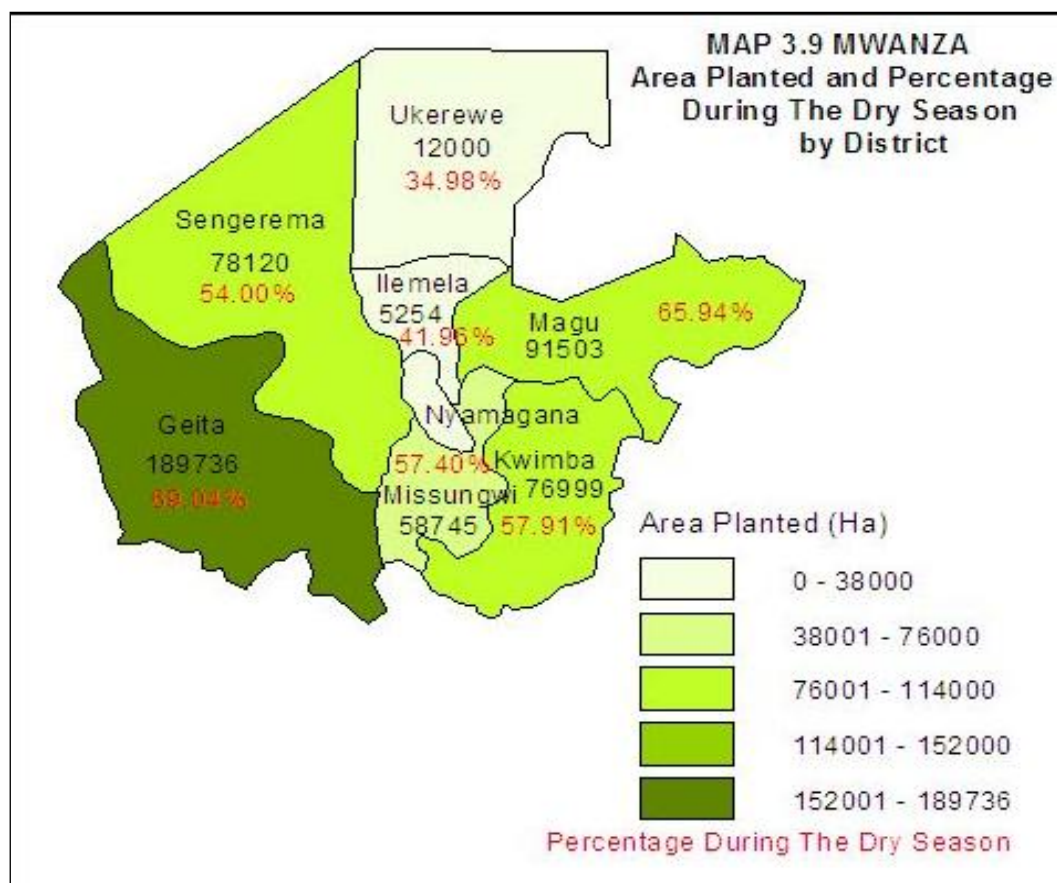 MAP 3.9 MWANZA
Area Planted and Percentage
During The Dry Season
by District
Ukerewe
12000
34.98%
Sengerema
78120
54.00%
Ilemela
5254
41.96%
Magu
91503
65.94%
Geita
189736
69.04%
Nyamagana
57.40%
Missungwi
58745
Kwimba
76999
57.91%
Area Planted (Ha)
0 - 38000
38001 - 76000
76001 - 114000
114001 - 152000
152001 - 189736
Percentage During The Dry Season